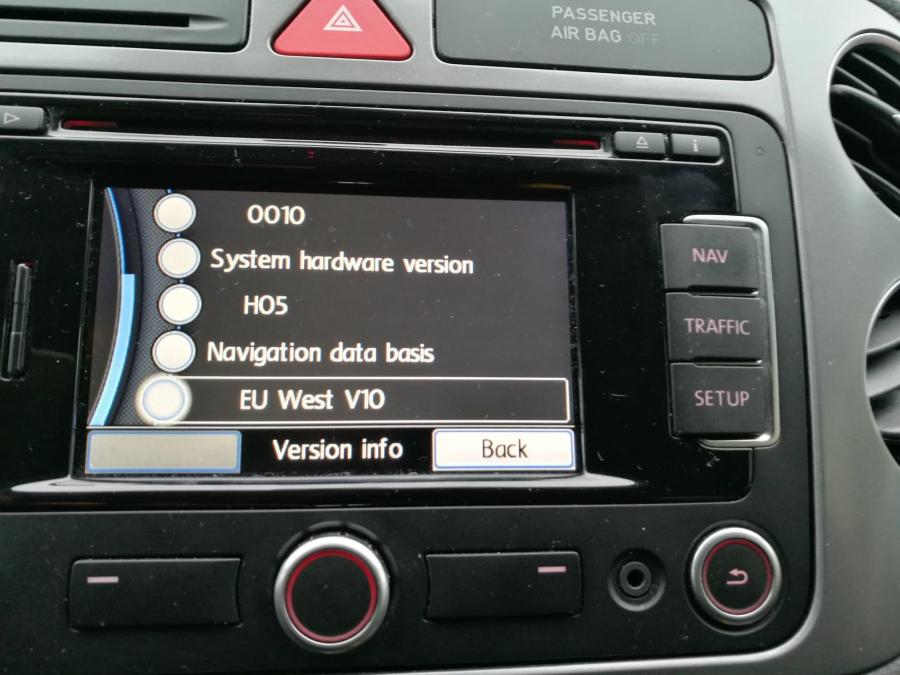 PASSENGER
AIR BAG OFF
i
0010
System hardware version
H05
Navigation data basis
EU West V10
Version info
Back
NAV
TRAFFIC
SETUP